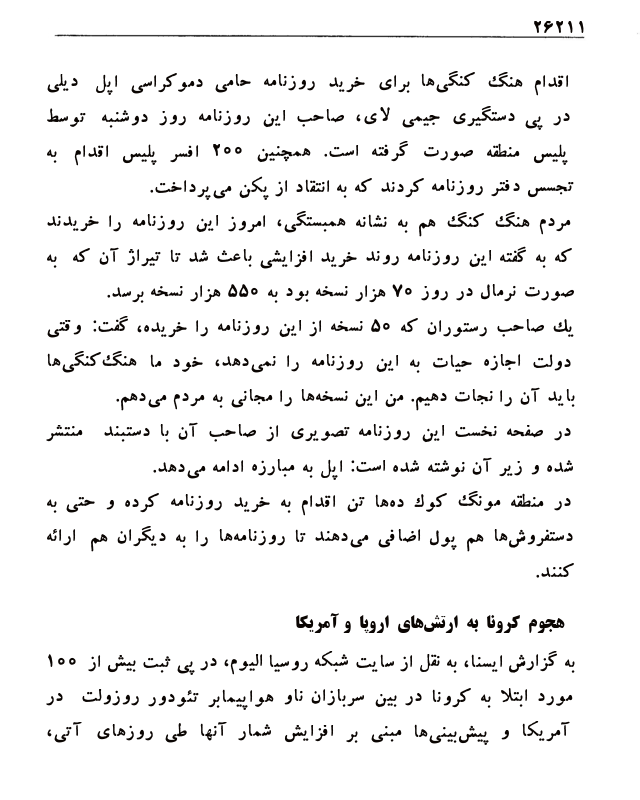 ۲۶۲۱۱
اقدام هنگ کنگی‌ها برای خرید روزنامه حامی دموکراسی اپل دیلی
در پی دستگیری جیمی لای، صاحب این روزنامه روز دوشنبه توسط
پلیس منطقه صورت گرفته است. همچنین ۲۰۰ افسر پلیس اقدام به
تجسس دفتر روزنامه کردند که به انتقاد از پکن می‌پرداخت.
مردم هنگ کنگ هم به نشانه همبستگی، امروز این روزنامه را خریدند
که به گفته این روزنامه روند خرید افزایشی باعث شد تا تیراژ آن که به
صورت نرمال در روز ۷۰ هزار نسخه بود به ۵۵۰ هزار نسخه برسد.
یك صاحب رستوران که ۵۰ نسخه از این روزنامه را خریده، گفت: وقتی
دولت اجازه حیات به این روزنامه را نمی‌دهد، خود ما هنگ‌کنگی‌ها
باید آن را نجات دهیم. من این نسخه‌ها را مجانی به مردم می‌دهم.
در صفحه نخست این روزنامه تصویری از صاحب آن با دستبند منتشر
شده و زیر آن نوشته شده است: اپل به مبارزه ادامه می‌دهد.
در منطقه مونگ کوك ده‌ها تن اقدام به خرید روزنامه کرده و حتی به
دستفروش‌ها هم پول اضافی می‌دهند تا روزنامه‌ها را به دیگران هم ارائه
کنند.
هجوم کرونا به ارتش‌های اروپا و آمریکا
به گزارش ایسنا، به نقل از سایت شبکه روسیا الیوم، در پی ثبت بیش از ۱۰۰
مورد ابتلا به کرونا در بین سربازان ناو هواپیمابر تئودور روزولت در
آمریکا و پیش‌بینی‌ها مبنی بر افزایش شمار آنها طی روزهای آتی،